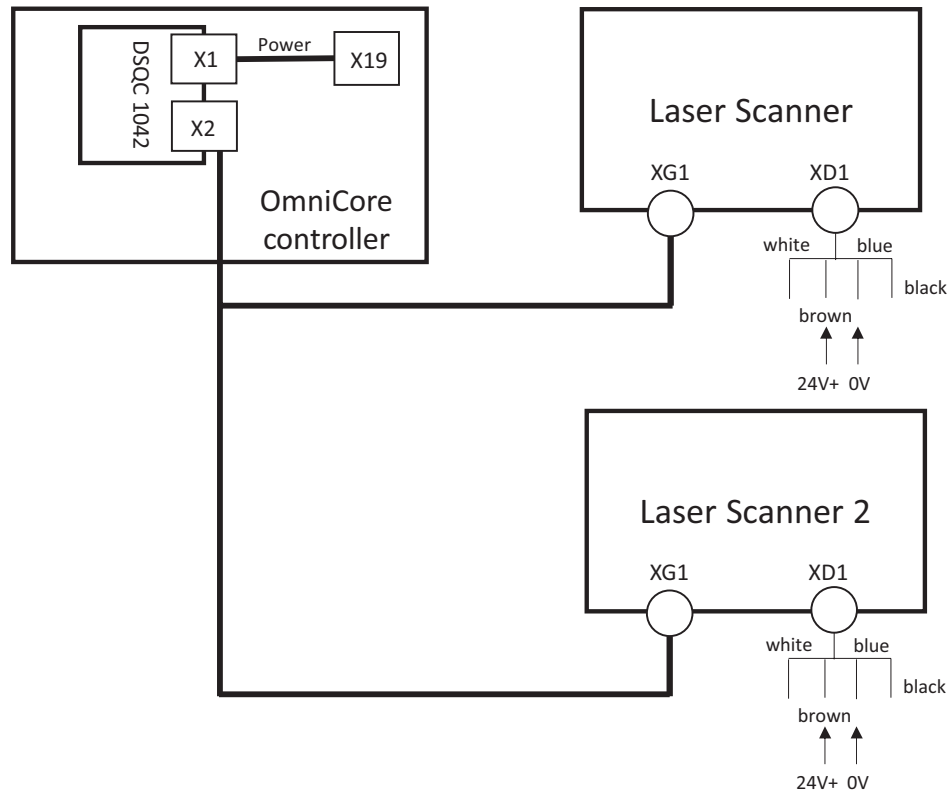 DSQC 1042
X1
Power
X19
X2
OmniCore
controller
Laser Scanner
XG1
XD1
white
blue
black
brown
24V+ 0V
Laser Scanner 2
XG1
XD1
white
blue
black
brown
24V+ 0V